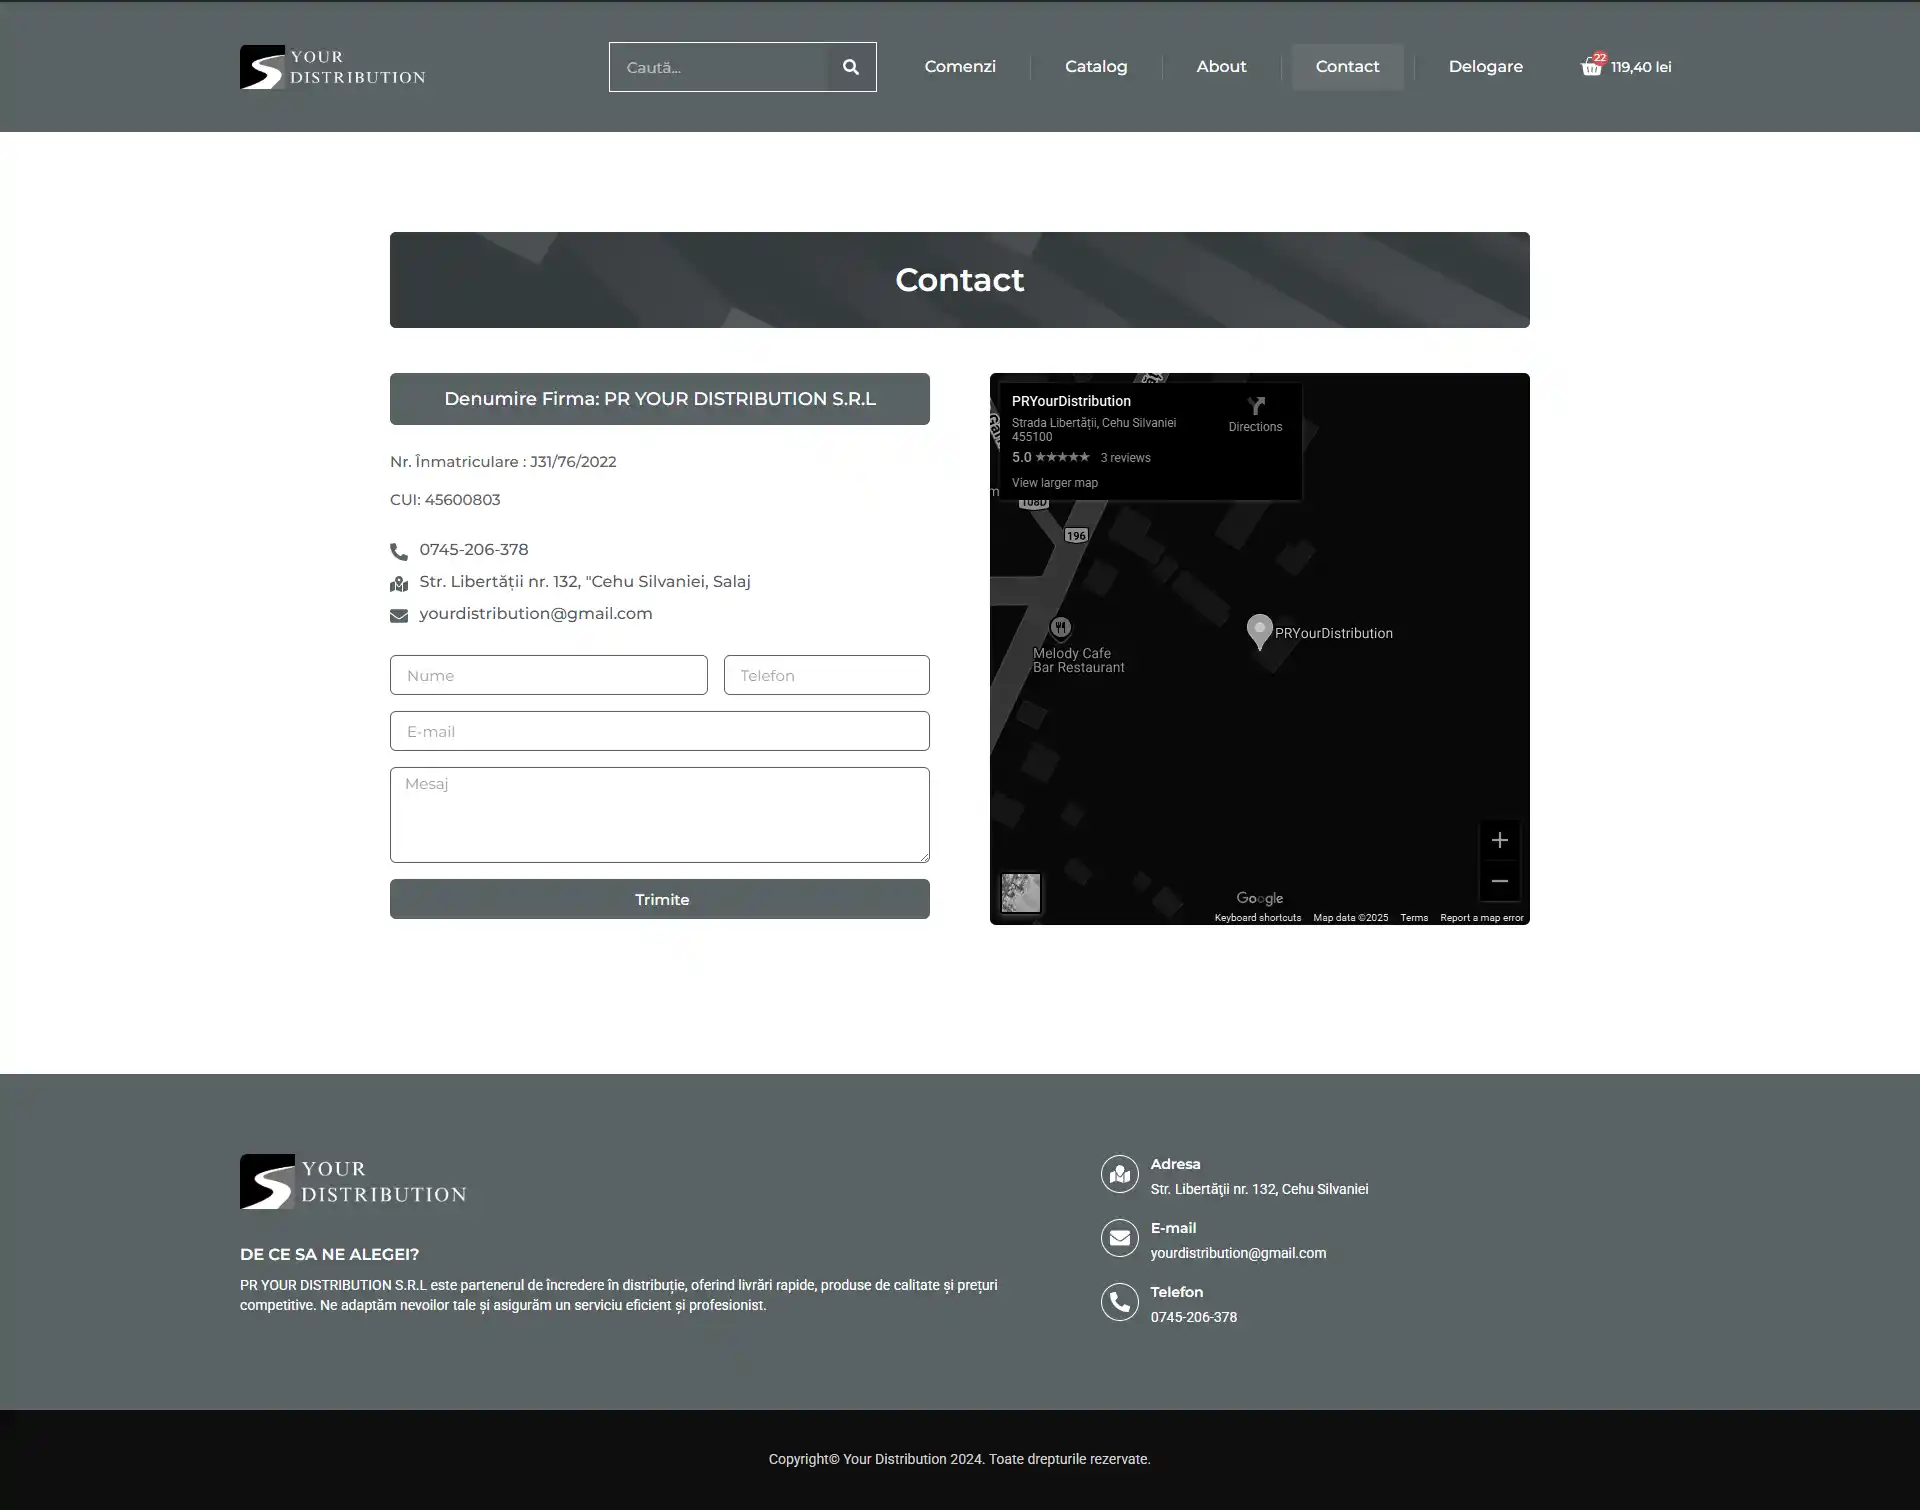 YOUR
DISTRIBUTION
Caută...
Comenzi
Catalog
About
Contact
Delogare
22
119,40 lei
Contact
Denumire Firma: PR YOUR DISTRIBUTION S.R.L
Nr. Înmatriculare : J31/76/2022
CUI: 45600803
0745-206-378
Str. Libertății nr. 132, "Cehu Silvaniei, Salaj
yourdistribution@gmail.com
Nume
Telefon
E-mail
Mesaj
Trimite
PRYourDistribution
Strada Libertății, Cehu Silvaniei
455100
Directions
5.0 ★★★★★ 3 reviews
View larger map
108D
196
PRYourDistribution
Melody Cafe
Bar Restaurant
Google
Keyboard shortcuts
Map data ©2025
Terms
Report a map error
YOUR
DISTRIBUTION
DE CE SA NE ALEGEI?
PR YOUR DISTRIBUTION S.R.L este partenerul de încredere în distribuție, oferind livrări rapide, produse de calitate și prețuri
competitive. Ne adaptăm nevoilor tale și asigurăm un serviciu eficient și profesionist.
Adresa
Str. Libertăţii nr. 132, Cehu Silvaniei
E-mail
yourdistribution@gmail.com
Telefon
0745-206-378
Copyright© Your Distribution 2024. Toate drepturile rezervate.